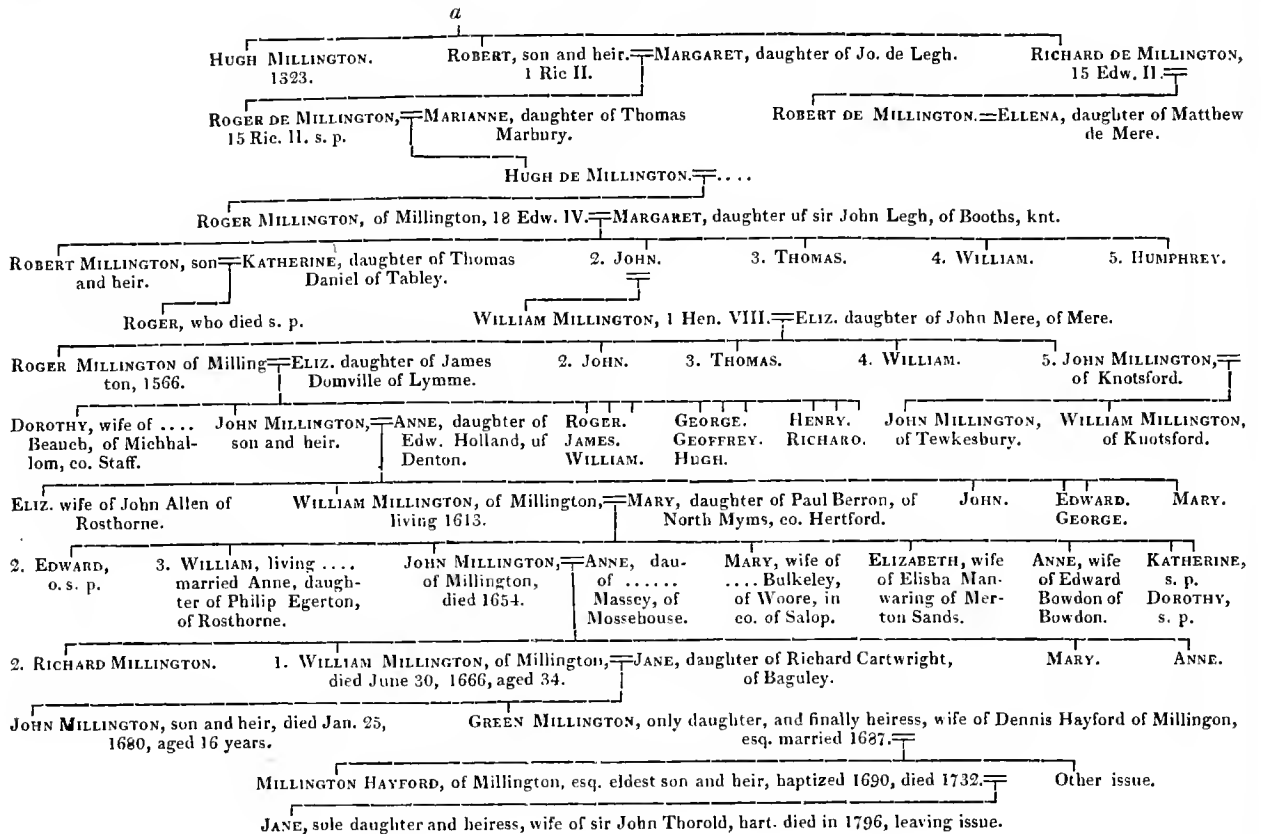 a
HUGH MILLINGTON. ROBERT, son and heir.=MARGARET, daughter of Jo. de Legh. RICHARD DE MILLINGTON,
1323. 1 Ric II. 15 Edw. II.=
ROGER DE MILLINGTON,=MARIANNE, daughter of Thomas ROBERT DE MILLINGTON.=ELLENA, daughter of Matthew
15 Ric. II. s. p. Marbury. de Mere.
HUGH DE MILLINGTON.=....
ROGER MILLINGTON, of Millington, 18 Edw. IV.=MARGARET, daughter uf sir John Legh, of Booths, knt.
ROBERT MILLINGTON, son=KATHERINE, daughter of Thomas 2. JOHN. 3. THOMAS. 4. WILLIAM. 5. HUMPHREY.
and heir. Daniel of Tabley. =
ROGER, who died s. p. WILLIAM MILLINGTON, 1 Hen. VIII.=ELIZ. daughter of John Mere, of Mere.
ROGER MILLINGTON of Milling=ELIZ. daughter of James 2. JOHN. 3. THOMAS. 4. WILLIAM. 5. JOHN MILLINGTON,=
ton, 1566. Domville of Lymme. of Knotsford.
DOROTHY, wife of .... JOHN MILLINGTON,=ANNE, daughter of ROGER. GEORGE. HENRY. JOHN MILLINGTON, WILLIAM MILLINGTON,
Beauch, of Michhal- son and heir. Edw. Holland, uf JAMES. GEOFFREY. RICHARD. of Tewkesbury. of Knotsford.
lom, co. Staff. Denton. WILLIAM. HUGH.
ELIZ. wife of John Allen of WILLIAM MILLINGTON, of Millington,=MARY, daughter of Paul Berron, of JOHN. EDWARD. MARY.
Rosthorne. living 1613. North Myms, co. Hertford. GEORGE.
2. EDWARD, 3. WILLIAM, living .... JOHN MILLINGTON,=ANNE, dau- MARY, wife of ELIZABETH, wife ANNE, wife KATHERINE,
o. s. p. married Anne, daugh- of Millington, of ...... .... Bulkeley, of Elisha Man- of Edward s. p.
ter of Philip Egerton, died 1654. Massey, of of Woore, in waring of Mer- Bowdon of DOROTHY,
of Rosthorne. Mossehouse. co. of Salop. ton Sands. Bowdon. s. p.
2. RICHARD MILLINGTON. 1. WILLIAM MILLINGTON, of Millington,=JANE, daughter of Richard Cartwright, MARY. ANNE.
died June 30, 1666, aged 34. of Baguley.
JOHN MILLINGTON, son and heir, died Jan. 25, GREEN MILLINGTON, only daughter, and finally heiress, wife of Dennis Hayford of Millingon,
1680, aged 16 years. esq. married 1687.=
MILLINGTON HAYFORD, of Millington, esq. eldest son and heir, baptized 1690, died 1732.= Other issue.
JANE, sole daughter and heiress, wife of sir John Thorold, bart. died in 1796, leaving issue.